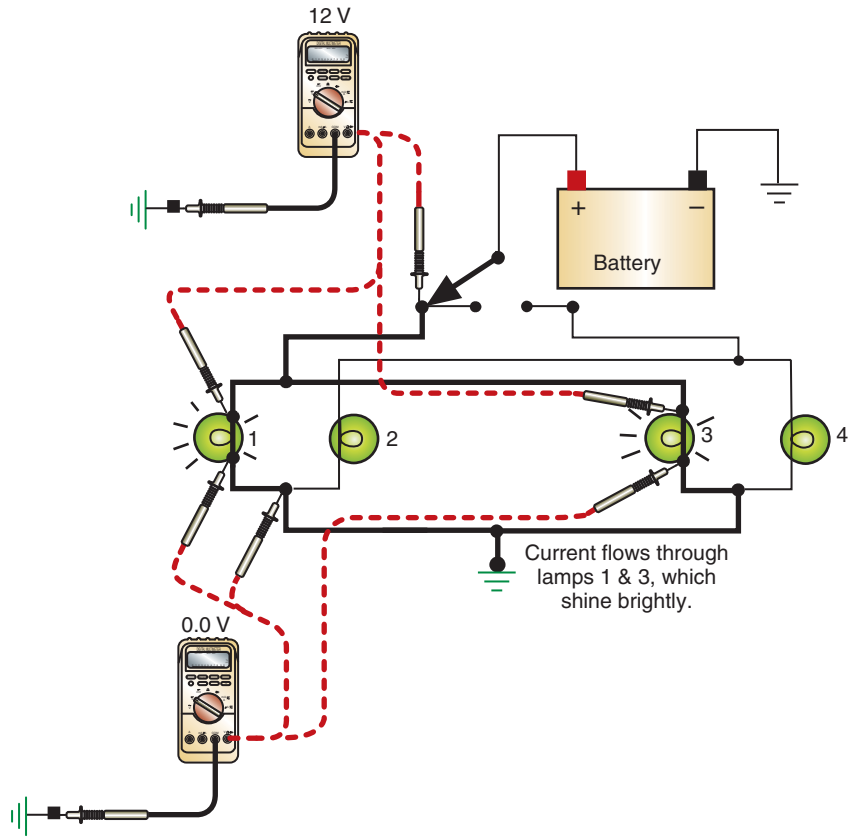 12 V
+
−
Battery
1
2
3
4
Current flows through
lamps 1 & 3, which
shine brightly.
0.0 V